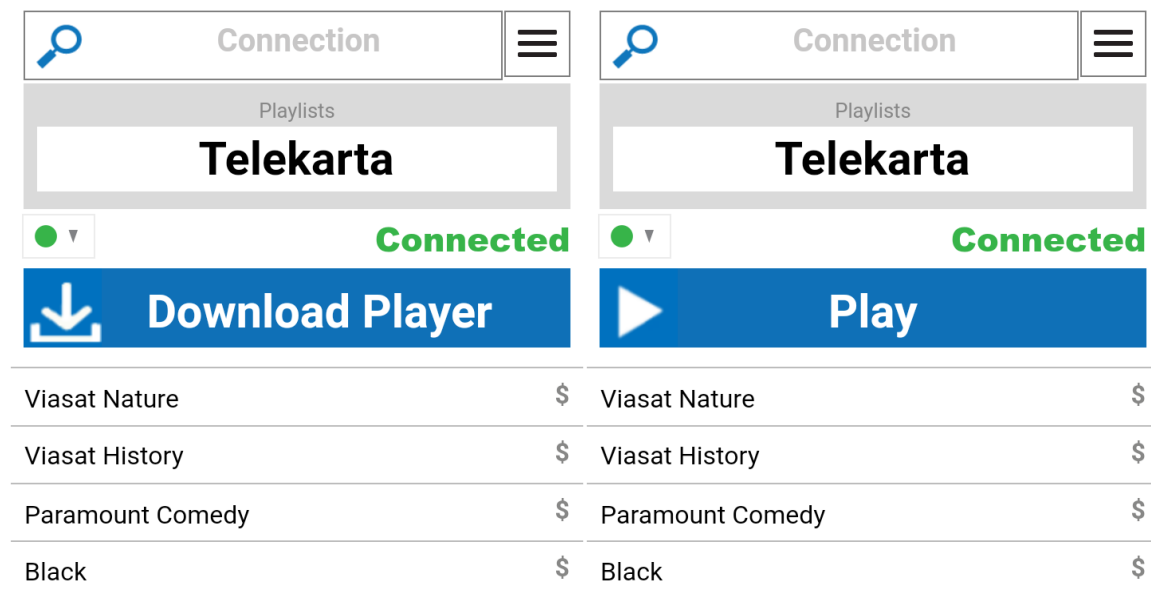 Connection
Playlists
Telekarta
Connected
Download Player
Viasat Nature $
Viasat History $
Paramount Comedy $
Black $
Connection
Playlists
Telekarta
Connected
Play
Viasat Nature $
Viasat History $
Paramount Comedy $
Black $